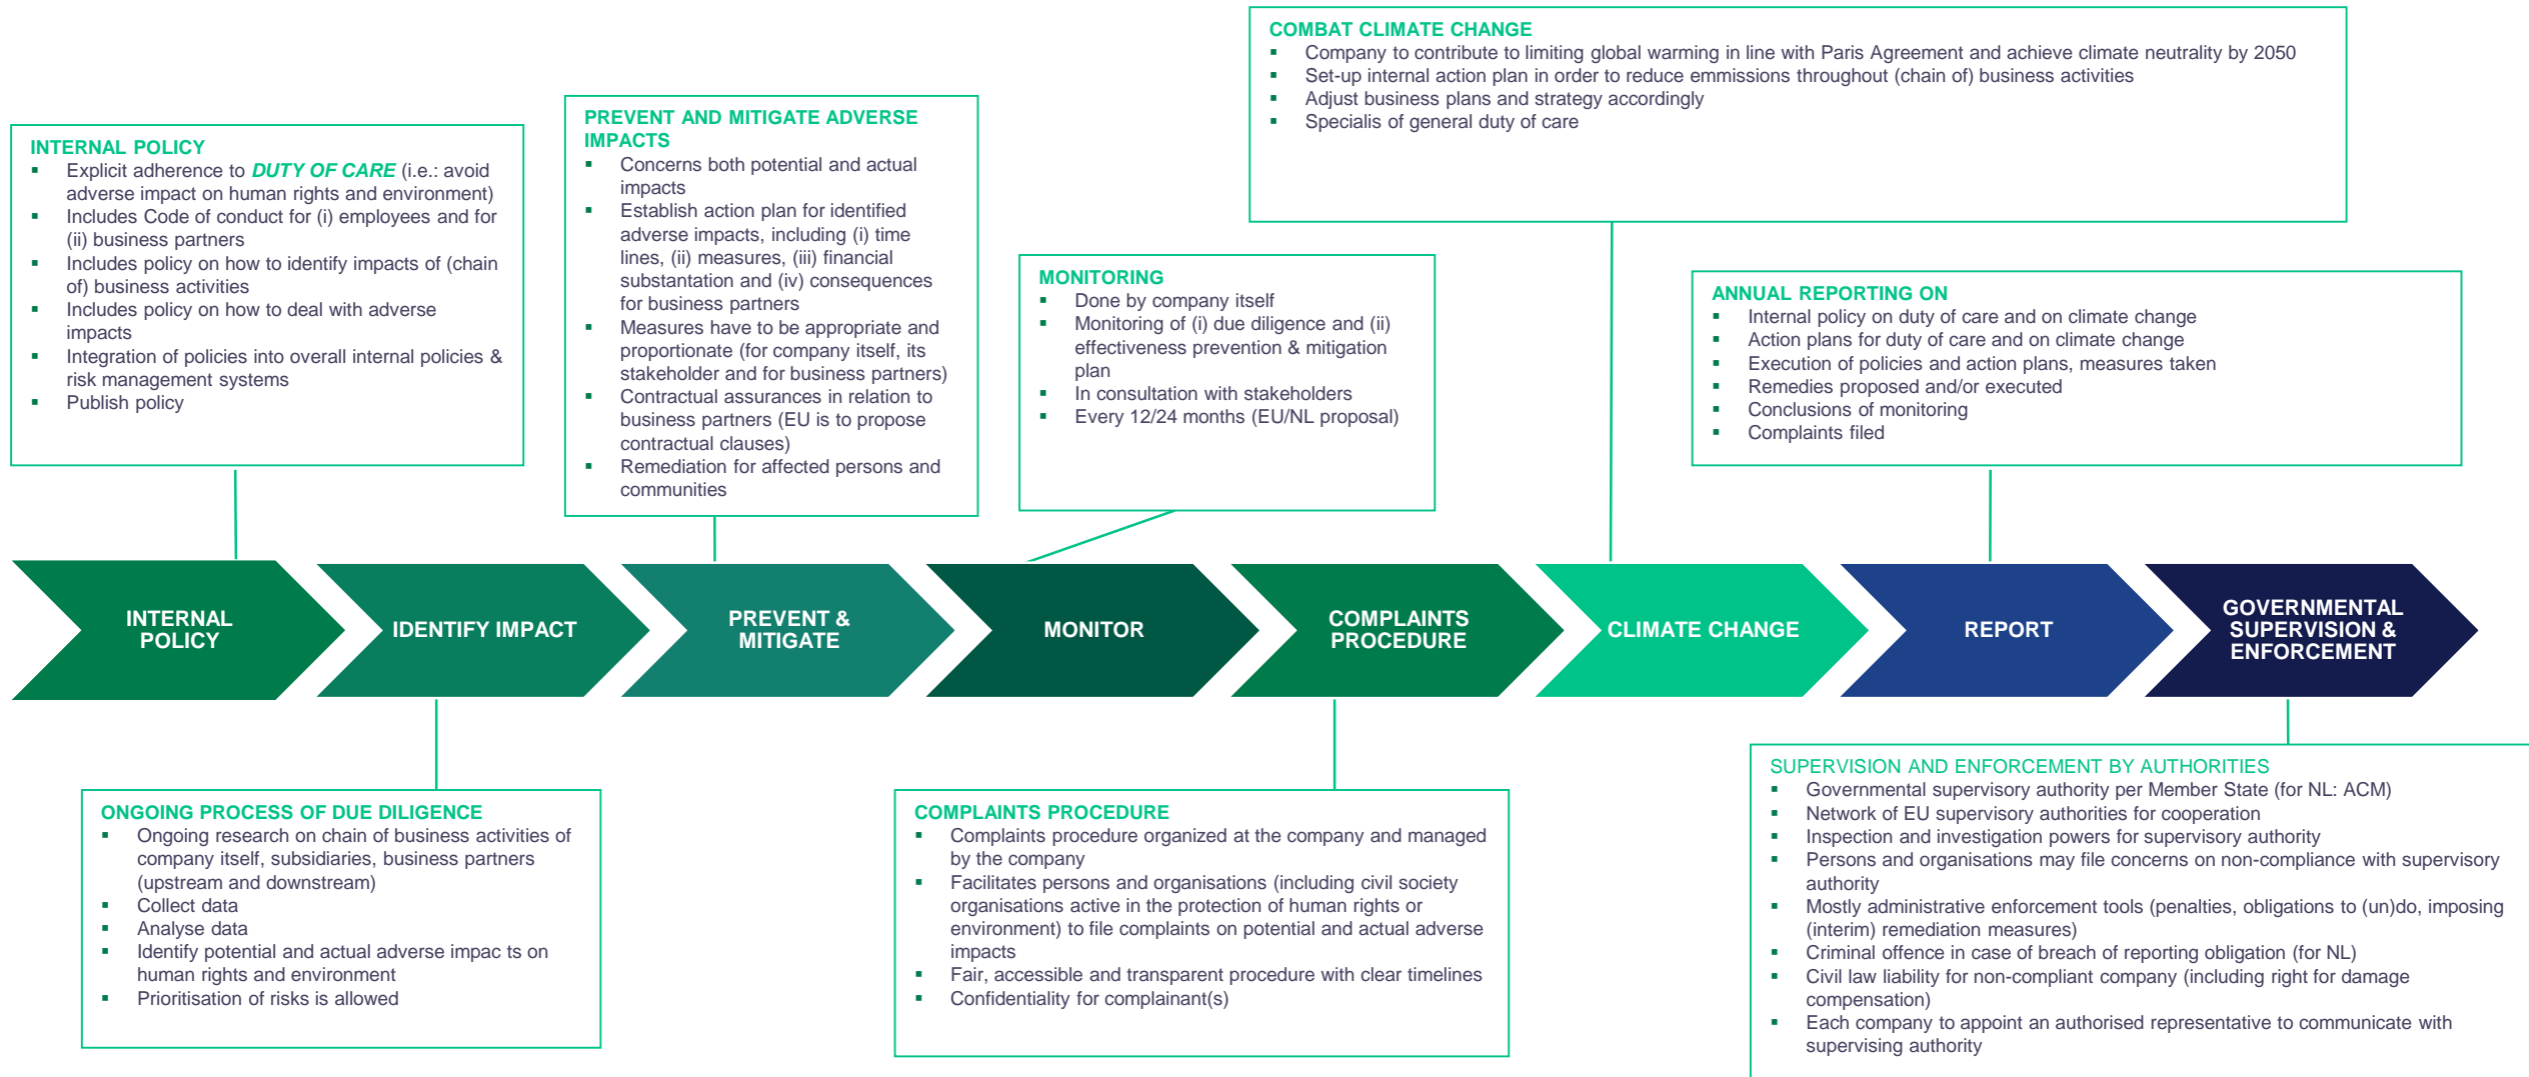 COMBAT CLIMATE CHANGE
▪ Company to contribute to limiting global warming in line with Paris Agreement and achieve climate neutrality by 2050
▪ Set-up internal action plan in order to reduce emmissions throughout (chain of) business activities
▪ Adjust business plans and strategy accordingly
▪ Specialis of general duty of care
INTERNAL POLICY
▪ Explicit adherence to DUTY OF CARE (i.e.: avoid
adverse impact on human rights and environment)
▪ Includes Code of conduct for (i) employees and for
(ii) business partners
▪ Includes policy on how to identify impacts of (chain
of) business activities
▪ Includes policy on how to deal with adverse
impacts
▪ Integration of policies into overall internal policies &
risk management systems
▪ Publish policy
PREVENT AND MITIGATE ADVERSE
IMPACTS
▪ Concerns both potential and actual
impacts
▪ Establish action plan for identified
adverse impacts, including (i) time
lines, (ii) measures, (iii) financial
substantation and (iv) consequences
for business partners
▪ Measures have to be appropriate and
proportionate (for company itself, its
stakeholder and for business partners)
▪ Contractual assurances in relation to
business partners (EU is to propose
contractual clauses)
▪ Remediation for affected persons and
communities
MONITORING
▪ Done by company itself
▪ Monitoring of (i) due diligence and (ii)
effectiveness prevention & mitigation
plan
▪ In consultation with stakeholders
▪ Every 12/24 months (EU/NL proposal)
ANNUAL REPORTING ON
▪ Internal policy on duty of care and on climate change
▪ Action plans for duty of care and on climate change
▪ Execution of policies and action plans, measures taken
▪ Remedies proposed and/or executed
▪ Conclusions of monitoring
▪ Complaints filed
INTERNAL
POLICY
IDENTIFY IMPACT
PREVENT &
MITIGATE
MONITOR
COMPLAINTS
PROCEDURE
CLIMATE CHANGE
REPORT
GOVERNMENTAL
SUPERVISION &
ENFORCEMENT
ONGOING PROCESS OF DUE DILIGENCE
▪ Ongoing research on chain of business activities of
company itself, subsidiaries, business partners
(upstream and downstream)
▪ Collect data
▪ Analyse data
▪ Identify potential and actual adverse impac ts on
human rights and environment
▪ Prioritisation of risks is allowed
COMPLAINTS PROCEDURE
▪ Complaints procedure organized at the company and managed
by the company
▪ Facilitates persons and organisations (including civil society
organisations active in the protection of human rights or
environment) to file complaints on potential and actual adverse
impacts
▪ Fair, accessible and transparent procedure with clear timelines
▪ Confidentiality for complainant(s)
SUPERVISION AND ENFORCEMENT BY AUTHORITIES
▪ Governmental supervisory authority per Member State (for NL: ACM)
▪ Network of EU supervisory authorities for cooperation
▪ Inspection and investigation powers for supervisory authority
▪ Persons and organisations may file concerns on non-compliance with supervisory
authority
▪ Mostly administrative enforcement tools (penalties, obligations to (un)do, imposing
(interim) remediation measures)
▪ Criminal offence in case of breach of reporting obligation (for NL)
▪ Civil law liability for non-compliant company (including right for damage
compensation)
▪ Each company to appoint an authorised representative to communicate with
supervising authority